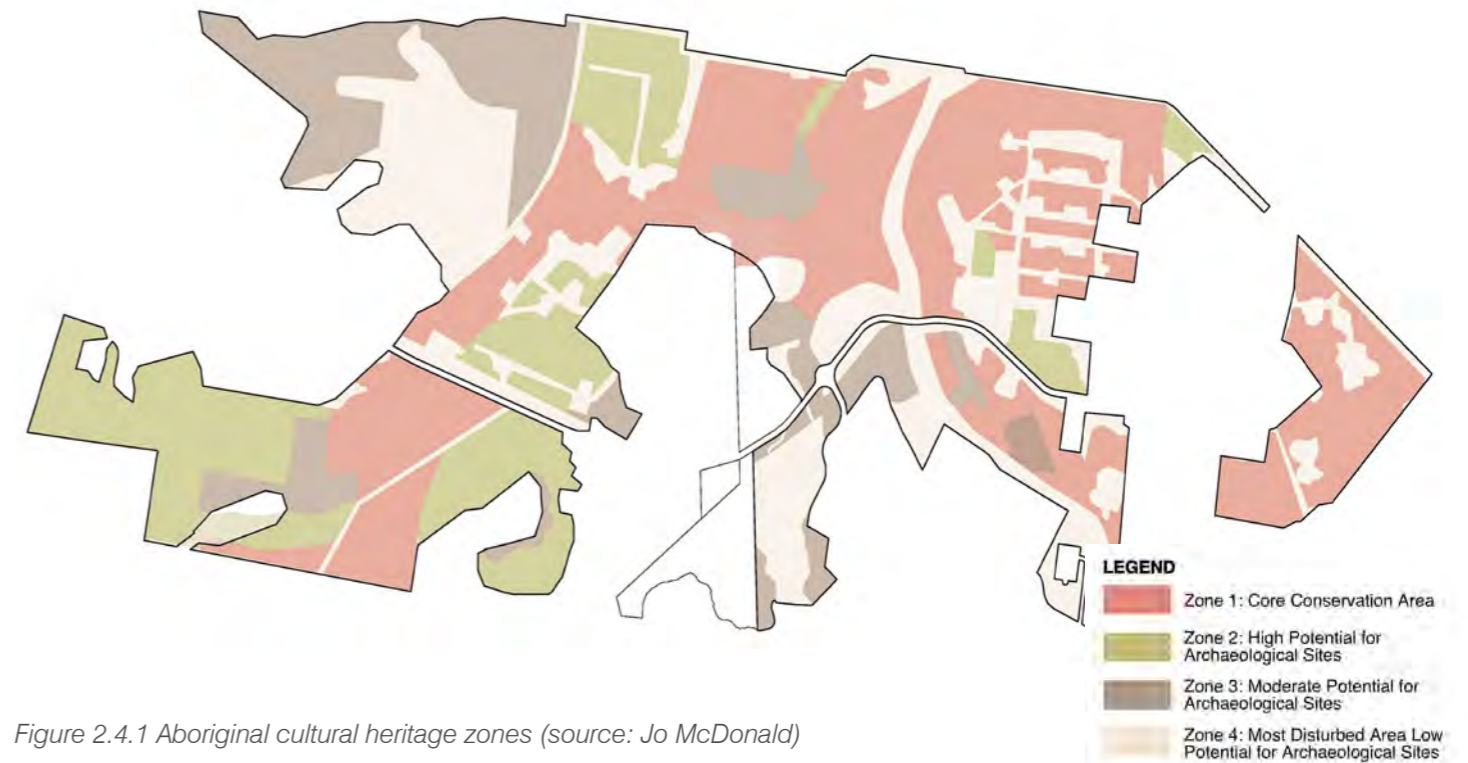 LEGEND
Zone 1: Core Conservation Area
Zone 2: High Potential for
Archaeological Sites
Zone 3: Moderate Potential for
Archaeological Sites
Zone 4: Most Disturbed Area Low
Potential for Archaeological Sites
Figure 2.4.1 Aboriginal cultural heritage zones (source: Jo McDonald)